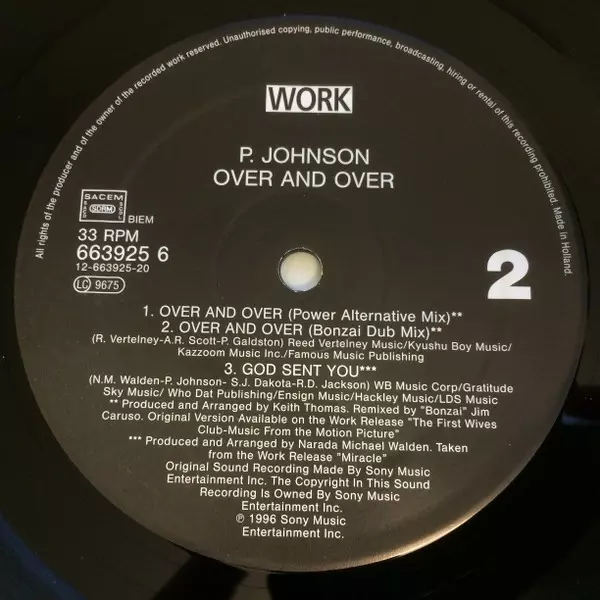 All rights of the producer and of the owner of the recorded work reserved. Unauthorised copying, public performance, broadcasting, hiring or rental of this recording prohibited. Made in Holland.
WORK
P. JOHNSON
OVER AND OVER
SACEM
SDRM
BIEM
33 RPM
663925 6
12-663925-20
LC 9675
2
1. OVER AND OVER (Power Alternative Mix)**
2. OVER AND OVER (Bonzai Dub Mix)**
(R. Vertelney-A.R. Scott-P. Galdston) Reed Vertelney Music/Kyushu Boy Music/
Kazzoom Music Inc./Famous Music Publishing
3. GOD SENT YOU***
(N.M. Walden-P. Johnson- S.J. Dakota-R.D. Jackson) WB Music Corp/Gratitude
Sky Music/ Who Dat Publishing/Ensign Music/Hackley Music/LDS Music
** Produced and Arranged by Keith Thomas. Remixed by "Bonzai" Jim
Caruso. Original Version Available on the Work Release "The First Wives
Club-Music From the Motion Picture"
*** Produced and Arranged by Narada Michael Walden. Taken
from the Work Release "Miracle"
Original Sound Recording Made By Sony Music
Entertainment Inc. The Copyright In This Sound
Recording Is Owned By Sony Music
Entertainment Inc.
℗ 1996 Sony Music
Entertainment Inc.